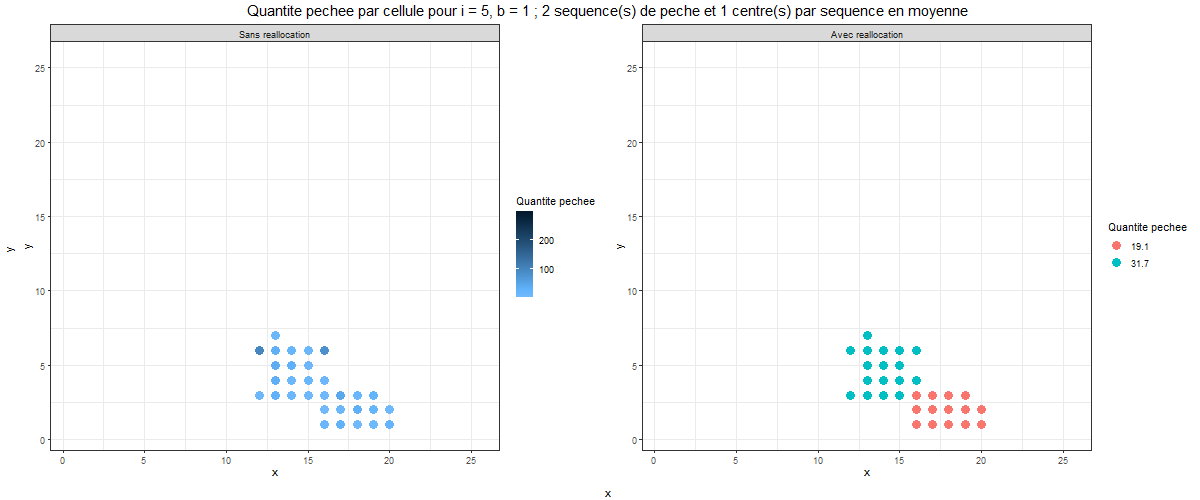 Quantite pechee par cellule pour i = 5, b = 1 ; 2 sequence(s) de peche et 1 centre(s) par sequence en moyenne
Sans reallocation
25
20
15
10
5
0
y
y
0 5 10 15 20 25
x
Quantite pechee
200
100
Avec reallocation
25
20
15
10
5
0
y
0 5 10 15 20 25
x
Quantite pechee
19.1
31.7
x